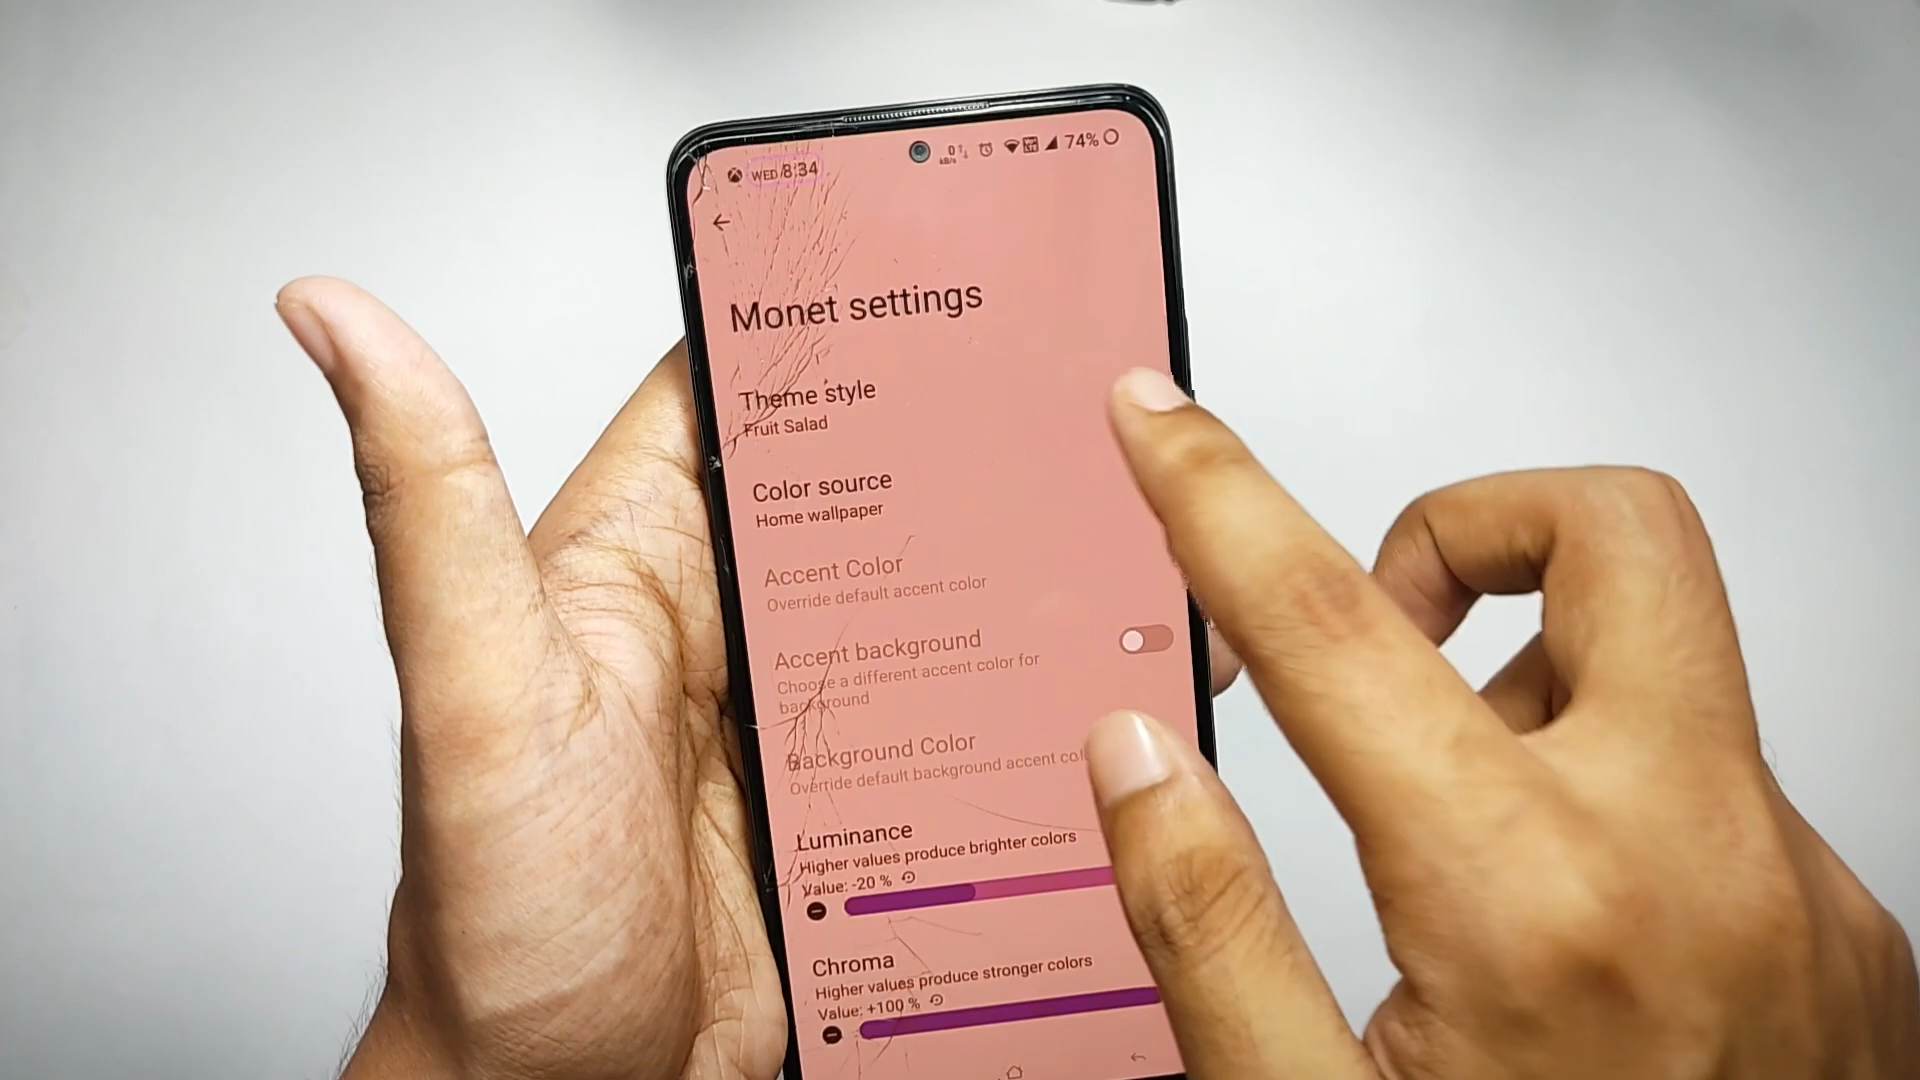 WED 8:34
0
kB/s
74%
Monet settings
Theme style
Fruit Salad
Color source
Home wallpaper
Accent Color
Override default accent color
Accent background
Choose a different accent color for
background
Background Color
Override default background accent
Luminance
Higher values produce brighter colors
Value: -20 %
Chroma
Higher values produce stronger colors
Value: +100 %